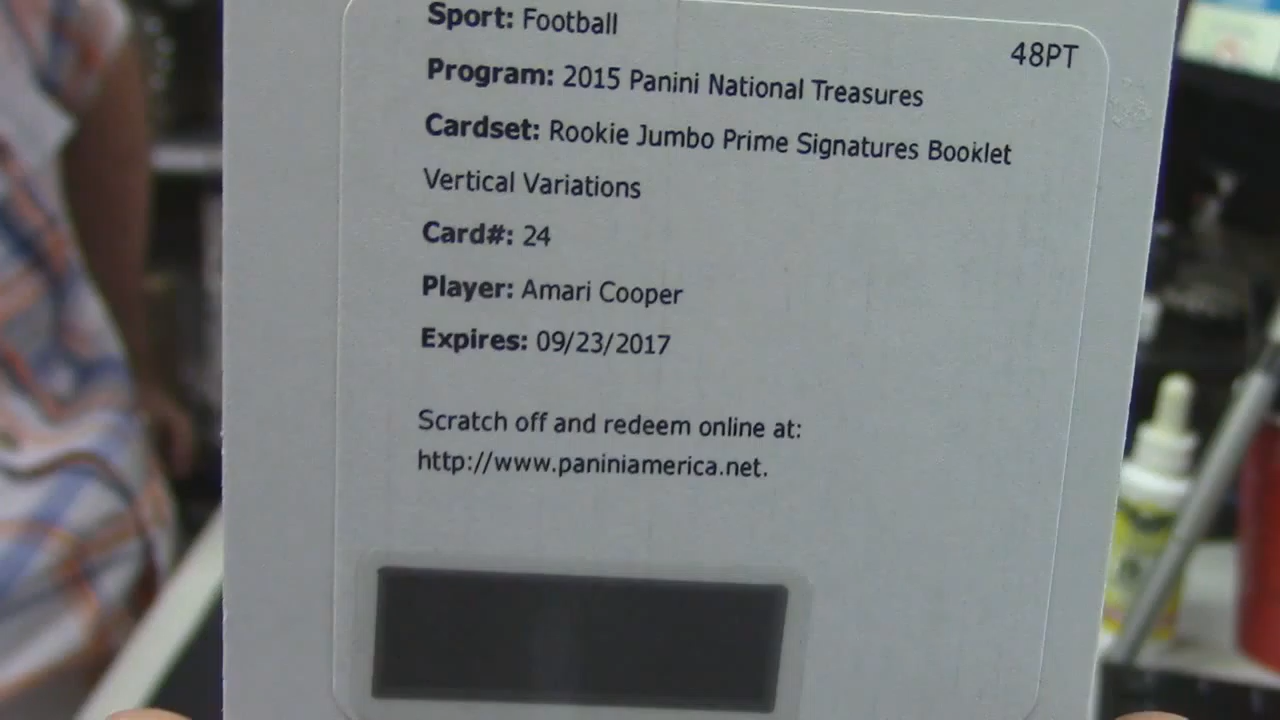 Sport: Football
48PT
Program: 2015 Panini National Treasures
Cardset: Rookie Jumbo Prime Signatures Booklet
Vertical Variations
Card#: 24
Player: Amari Cooper
Expires: 09/23/2017
Scratch off and redeem online at:
http://www.paniniamerica.net.